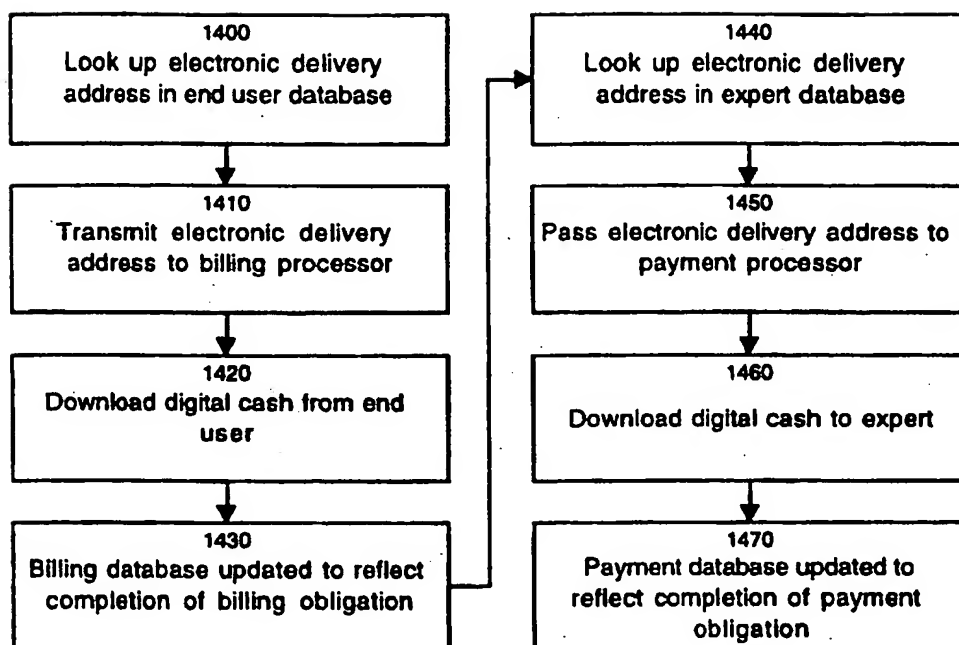 1400
Look up electronic delivery
address in end user database
1410
Transmit electronic delivery
address to billing processor
1420
Download digital cash from end
user
1430
Billing database updated to reflect
completion of billing obligation
1440
Look up electronic delivery
address in expert database
1450
Pass electronic delivery address to
payment processor
1460
Download digital cash to expert
1470
Payment database updated to
reflect completion of payment
obligation